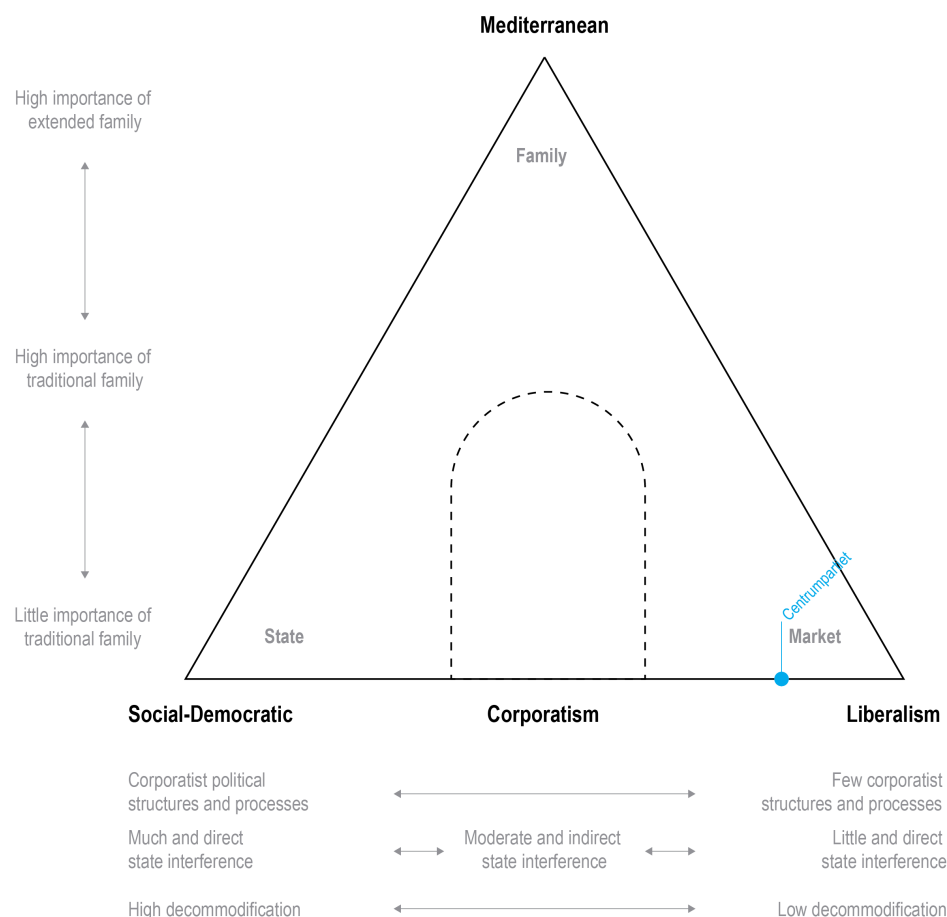 Mediterranean
High importance of
extended family
Family
High importance of
traditional family
Centrumpartiet
Little importance of
traditional family
State
Market
Social-Democratic
Corporatism
Liberalism
Corporatist political
structures and processes
Few corporatist
structures and processes
Much and direct
state interference
Moderate and indirect
state interference
Little and direct
state interference
High decommodification
Low decommodification